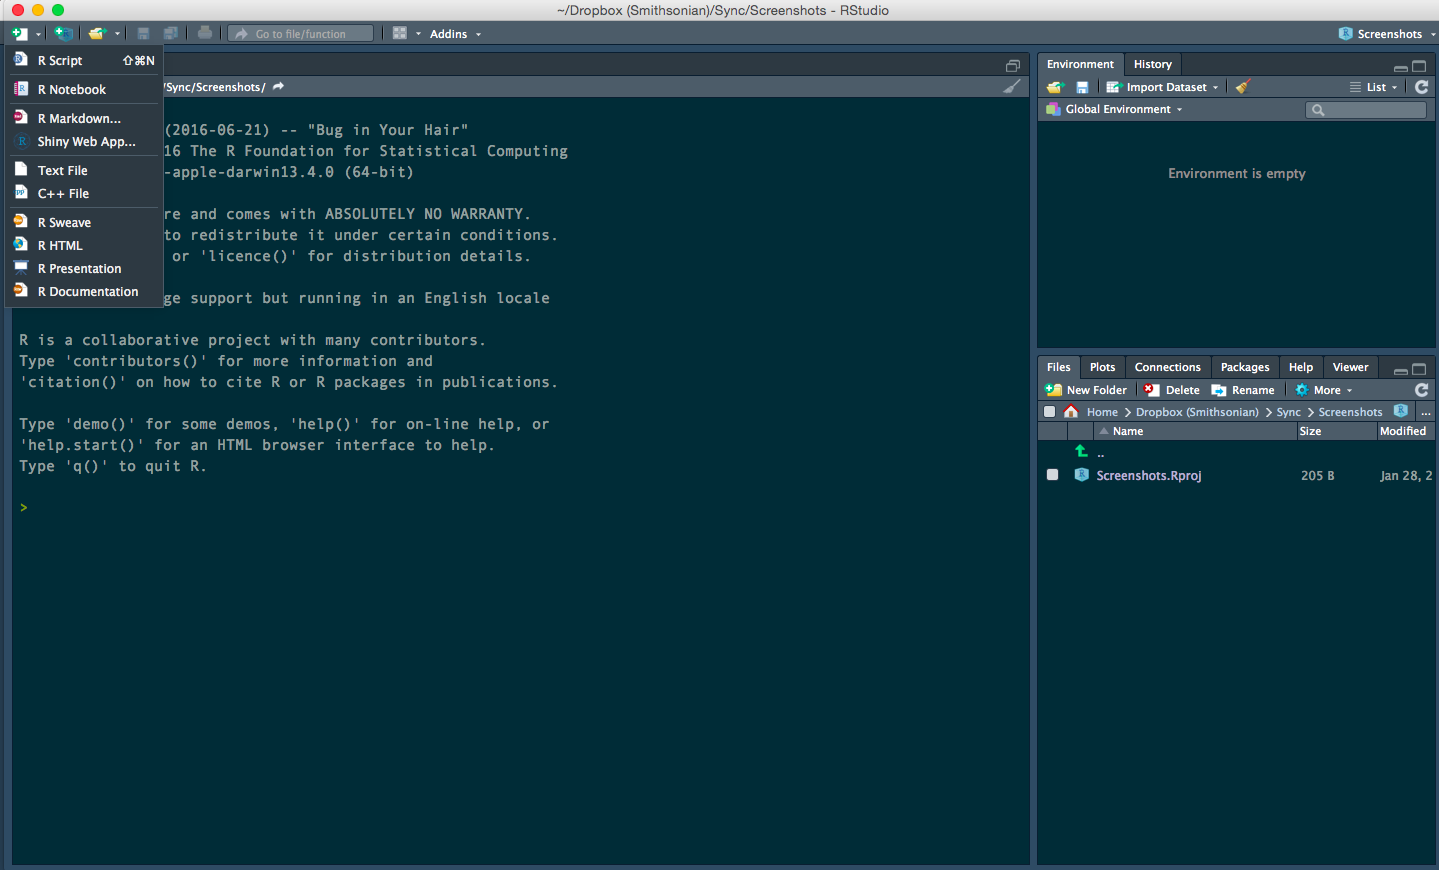 ~/Dropbox (Smithsonian)/Sync/Screenshots - RStudio
Go to file/function
Addins
Screenshots
R Script ⇧⌘N
R Notebook
R Markdown...
Shiny Web App...
Text File
C++ File
R Sweave
R HTML
R Presentation
R Documentation
/Sync/Screenshots/
(2016-06-21) -- "Bug in Your Hair"
16 The R Foundation for Statistical Computing
-apple-darwin13.4.0 (64-bit)
re and comes with ABSOLUTELY NO WARRANTY.
to redistribute it under certain conditions.
or 'licence()' for distribution details.
ge support but running in an English locale
R is a collaborative project with many contributors.
Type 'contributors()' for more information and
'citation()' on how to cite R or R packages in publications.
Type 'demo()' for some demos, 'help()' for on-line help, or
'help.start()' for an HTML browser interface to help.
Type 'q()' to quit R.
>
Environment History
Import Dataset List
Global Environment
Environment is empty
Files Plots Connections Packages Help Viewer
New Folder Delete Rename More
Home > Dropbox (Smithsonian) > Sync > Screenshots ...
Name Size Modified
..
Screenshots.Rproj 205 B Jan 28, 2